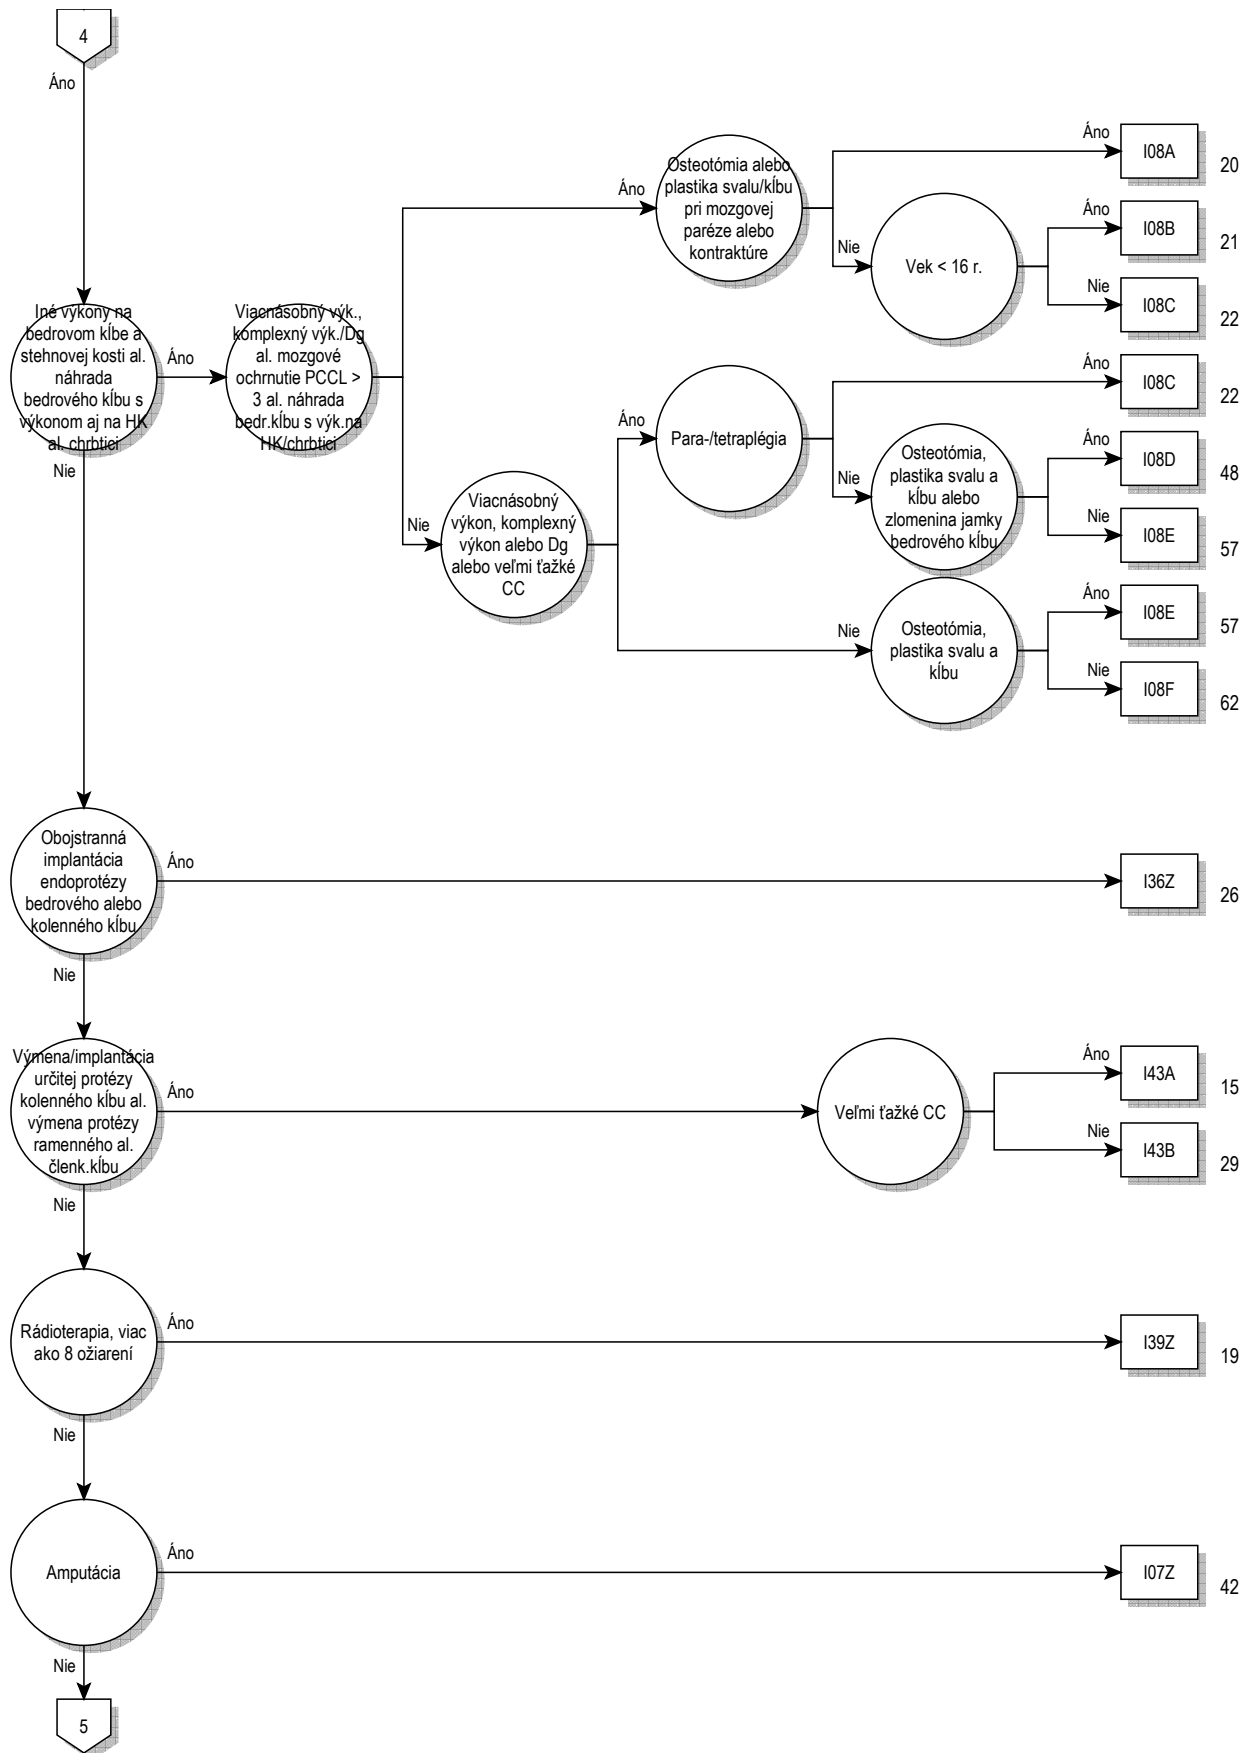 4
Áno
Iné výkony na
bedrovom kĺbe a
stehnovej kosti al.
náhrada
bedrového kĺbu s
výkonom aj na HK
al. chrbtici
Áno
Nie
Viacnásobný výk.,
komplexný výk./Dg
al. mozgové
ochrnutie PCCL >
3 al. náhrada
bedr.kĺbu s výk.na
HK/chrbtici
Áno
Nie
Osteotómia alebo
plastika svalu/kĺbu
pri mozgovej
paréze alebo
kontraktúre
Áno
I08A
20
Nie
Vek < 16 r.
Áno
I08B
21
Nie
I08C
22
Viacnásobný
výkon, komplexný
výkon alebo Dg
alebo veľmi ťažké
CC
Áno
Para-/tetraplégia
Áno
I08C
22
Nie
Osteotómia,
plastika svalu a
kĺbu alebo
zlomenina jamky
bedrového kĺbu
Áno
I08D
48
Nie
I08E
57
Nie
Osteotómia,
plastika svalu a
kĺbu
Áno
I08E
57
Nie
I08F
62
Obojstranná
implantácia
endoprotézy
bedrového alebo
kolenného kĺbu
Áno
I36Z
26
Nie
Výmena/implantácia
určitej protézy
kolenného kĺbu al.
výmena protézy
ramenného al.
členk.kĺbu
Áno
Veľmi ťažké CC
Áno
I43A
15
Nie
I43B
29
Nie
Rádioterapia, viac
ako 8 ožiarení
Áno
I39Z
19
Nie
Amputácia
Áno
I07Z
42
Nie
5